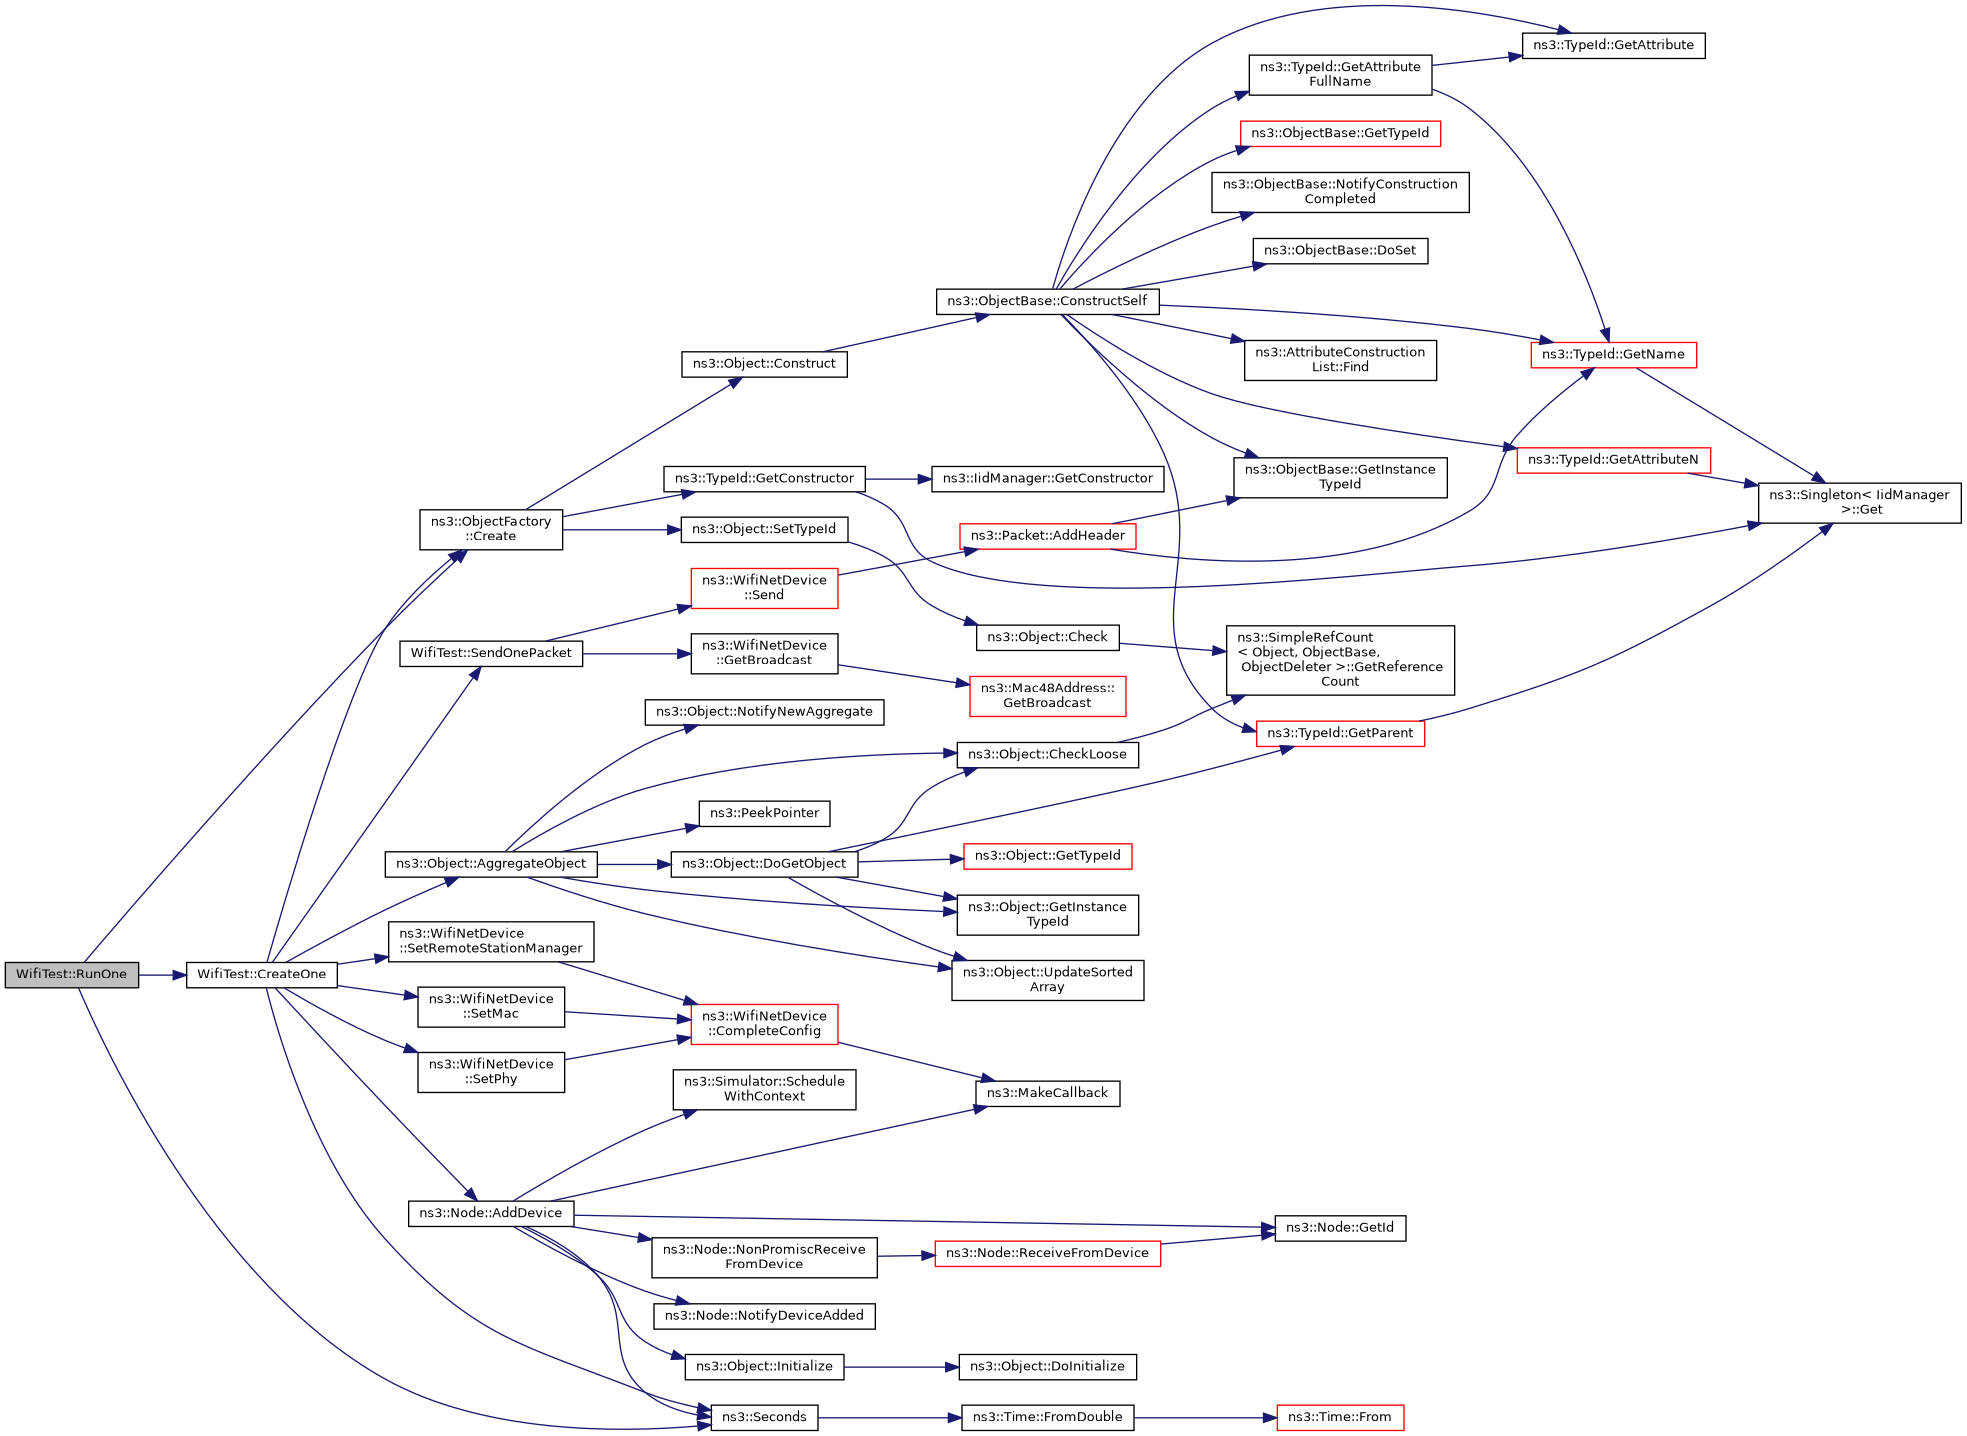 ns3::TypeId::GetAttribute
ns3::TypeId::GetAttribute
FullName
ns3::ObjectBase::GetTypeId
ns3::ObjectBase::NotifyConstruction
Completed
ns3::ObjectBase::DoSet
ns3::ObjectBase::ConstructSelf
ns3::AttributeConstruction
List::Find
ns3::TypeId::GetName
ns3::Object::Construct
ns3::TypeId::GetAttributeN
ns3::ObjectBase::GetInstance
TypeId
ns3::TypeId::GetConstructor
ns3::IidManager::GetConstructor
ns3::Singleton< IidManager
>::Get
ns3::ObjectFactory
::Create
ns3::Object::SetTypeId
ns3::Packet::AddHeader
ns3::WifiNetDevice
::Send
ns3::Object::Check
WifiTest::SendOnePacket
ns3::WifiNetDevice
::GetBroadcast
ns3::SimpleRefCount
< Object, ObjectBase,
ObjectDeleter >::GetReference
Count
ns3::Mac48Address::
GetBroadcast
ns3::Object::NotifyNewAggregate
ns3::TypeId::GetParent
ns3::Object::CheckLoose
ns3::PeekPointer
ns3::Object::AggregateObject
ns3::Object::DoGetObject
ns3::Object::GetTypeId
ns3::Object::GetInstance
TypeId
ns3::WifiNetDevice
::SetRemoteStationManager
WifiTest::RunOne
WifiTest::CreateOne
ns3::Object::UpdateSorted
Array
ns3::WifiNetDevice
::SetMac
ns3::WifiNetDevice
::CompleteConfig
ns3::WifiNetDevice
::SetPhy
ns3::Simulator::Schedule
WithContext
ns3::MakeCallback
ns3::Node::AddDevice
ns3::Node::GetId
ns3::Node::NonPromiscReceive
FromDevice
ns3::Node::ReceiveFromDevice
ns3::Node::NotifyDeviceAdded
ns3::Object::Initialize
ns3::Object::DoInitialize
ns3::Seconds
ns3::Time::FromDouble
ns3::Time::From